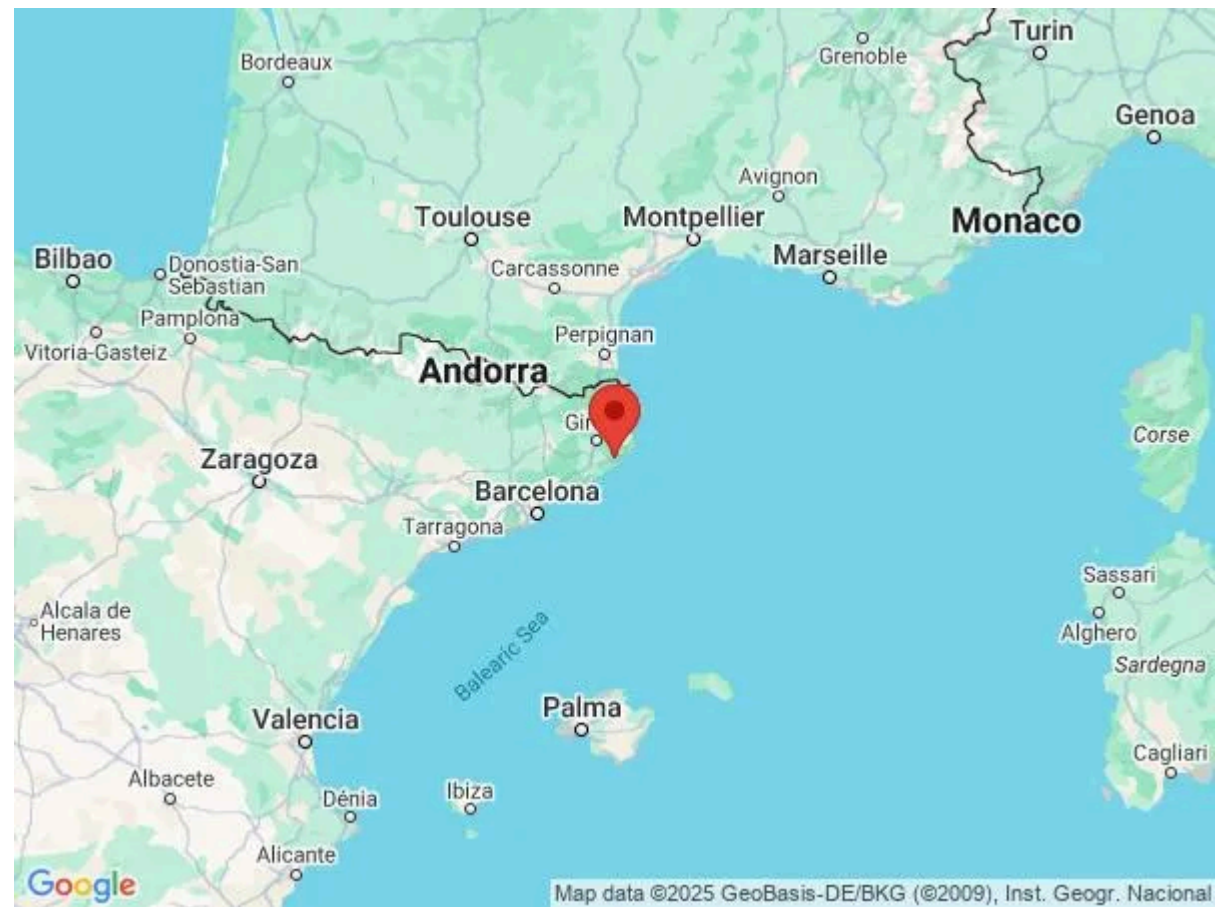 Turin
Bordeaux
Grenoble
Genoa
Avignon
Toulouse
Montpellier
Monaco
Marseille
Bilbao
Donostia-San
Sebastian
Carcassonne
Pamplona
Vitoria-Gasteiz
Perpignan
Andorra
Gir
Corse
Zaragoza
Barcelona
Tarragona
Sassari
Alcala de
Henares
Alghero
Balearic Sea
Sardegna
Palma
Valencia
Cagliari
Albacete
Ibiza
Dénia
Alicante
Google
Map data ©2025 GeoBasis-DE/BKG (©2009), Inst. Geogr. Nacional